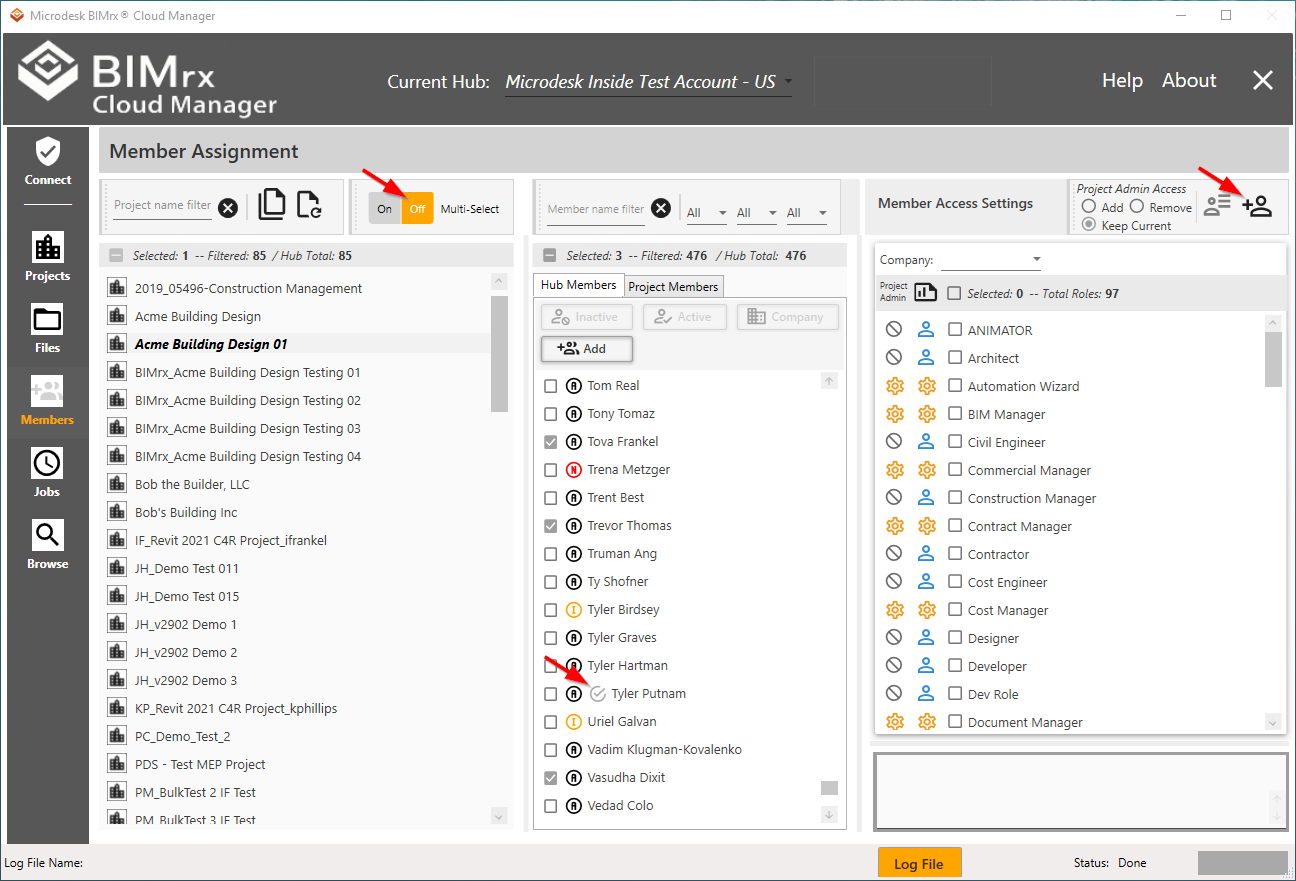 Microdesk BIMrx® Cloud Manager
BIMrx
Cloud Manager
Current Hub: Microdesk Inside Test Account - US
Help About
Connect
Projects
Files
Members
Jobs
Browse
Member Assignment
Project name filter
On Off Multi-Select
Member name filter
All All All
Member Access Settings
Project Admin Access
Add Remove
Keep Current
Selected: 1 -- Filtered: 85 / Hub Total: 85
2019_05496-Construction Management
Acme Building Design
Acme Building Design 01
BIMrx_Acme Building Design Testing 01
BIMrx_Acme Building Design Testing 02
BIMrx_Acme Building Design Testing 03
BIMrx_Acme Building Design Testing 04
Bob the Builder, LLC
Bob's Building Inc
IF_Revit 2021 C4R Project_ifrankel
JH_Demo Test 011
JH_Demo Test 015
JH_v2902 Demo 1
JH_v2902 Demo 2
JH_v2902 Demo 3
KP_Revit 2021 C4R Project_kphillips
PC_Demo_Test_2
PDS - Test MEP Project
PM_BulkTest 2 IF Test
PM_BulkTest 3 IF Test
Selected: 3 -- Filtered: 476 / Hub Total: 476
Hub Members Project Members
Inactive Active Company
Add
A Tom Real
A Tony Tomaz
A Tova Frankel
N Trena Metzger
A Trent Best
A Trevor Thomas
A Truman Ang
A Ty Shofner
I Tyler Birdsey
A Tyler Graves
A Tyler Hartman
A Tyler Putnam
I Uriel Galvan
A Vadim Klugman-Kovalenko
A Vasudha Dixit
A Vedad Colo
Company:
Project
Admin
Selected: 0 -- Total Roles: 97
ANIMATOR
Architect
Automation Wizard
BIM Manager
Civil Engineer
Commercial Manager
Construction Manager
Contract Manager
Contractor
Cost Engineer
Cost Manager
Designer
Developer
Dev Role
Document Manager
Log File Name:
Log File
Status: Done